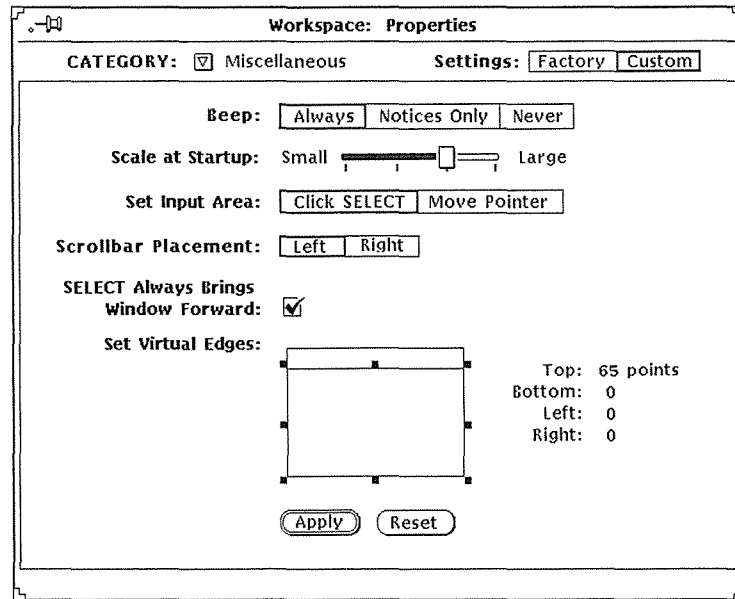 Workspace: Properties
CATEGORY: Miscellaneous Settings: Factory Custom
Beep: Always Notices Only Never
Scale at Startup: Small Large
Set Input Area: Click SELECT Move Pointer
Scrollbar Placement: Left Right
SELECT Always Brings
Window Forward:
Set Virtual Edges:
Top: 65 points
Bottom: 0
Left: 0
Right: 0
Apply Reset